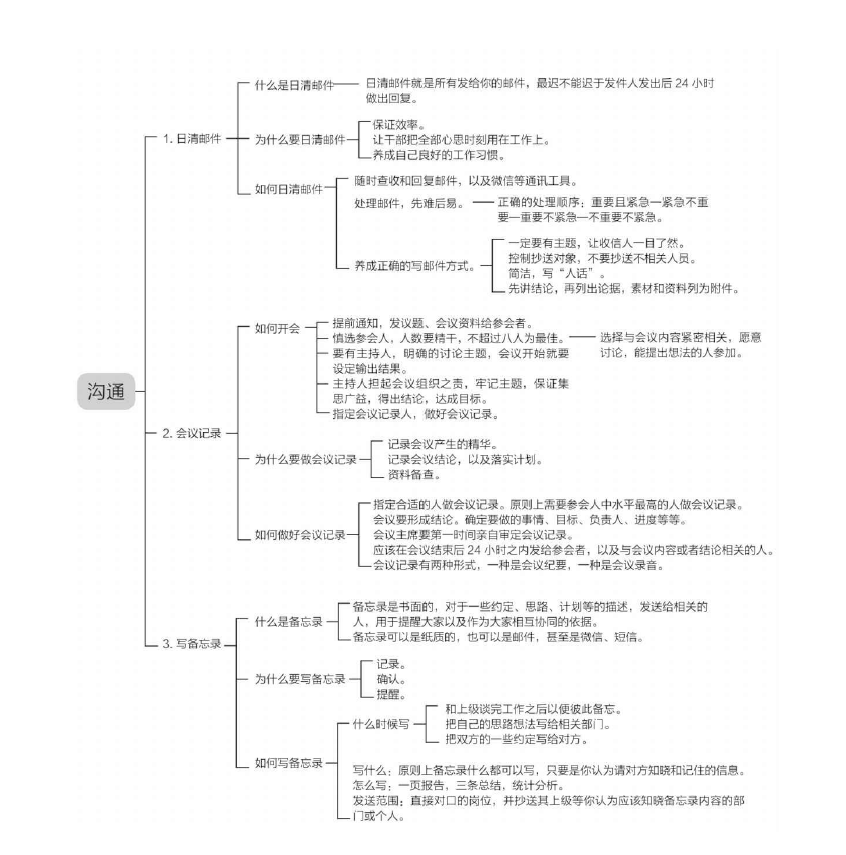 沟通
1. 日清邮件
什么是日清邮件
日清邮件就是所有发给你的邮件，最迟不能迟于发件人发出后 24 小时
做出回复。
为什么要日清邮件
保证效率。
让干部把全部心思时刻用在工作上。
养成自己良好的工作习惯。
如何日清邮件
随时查收和回复邮件，以及微信等通讯工具。
处理邮件，先难后易。
正确的处理顺序：重要且紧急—紧急不重
要—重要不紧急—不重要不紧急。
养成正确的写邮件方式。
一定要有主题，让收信人一目了然。
控制抄送对象，不要抄送不相关人员。
简洁，写“人话”。
先讲结论，再列出论据，素材和资料列为附件。
2. 会议记录
如何开会
提前通知，发议题、会议资料给参会者。
慎选参会人，人数要精干，不超过八人为最佳。
选择与会议内容紧密相关，愿意
讨论，能提出想法的人参加。
要有主持人，明确的讨论主题，会议开始就要
设定输出结果。
主持人担起会议组织之责，牢记主题，保证集
思广益，得出结论，达成目标。
指定会议记录人，做好会议记录。
为什么要做会议记录
记录会议产生的精华。
记录会议结论，以及落实计划。
资料备查。
如何做好会议记录
指定合适的人做会议记录。原则上需要参会人中水平最高的人做会议记录。
会议要形成结论。确定要做的事情、目标、负责人、进度等等。
会议主席要第一时间亲自审定会议记录。
应该在会议结束后 24 小时之内发给参会者，以及与会议内容或者结论相关的人。
会议记录有两种形式，一种是会议纪要，一种是会议录音。
3. 写备忘录
什么是备忘录
备忘录是书面的，对于一些约定、思路、计划等的描述，发送给相关的
人，用于提醒大家以及作为大家相互协同的依据。
备忘录可以是纸质的，也可以是邮件，甚至是微信、短信。
为什么要写备忘录
记录。
确认。
提醒。
如何写备忘录
什么时候写
和上级谈完工作之后以便彼此备忘。
把自己的思路想法写给相关部门。
把双方的一些约定写给对方。
写什么：原则上备忘录什么都可以写，只要是你认为请对方知晓和记住的信息。
怎么写：一页报告，三条总结，统计分析。
发送范围：直接对口的岗位，并抄送其上级等你认为应该知晓备忘录内容的部
门或个人。